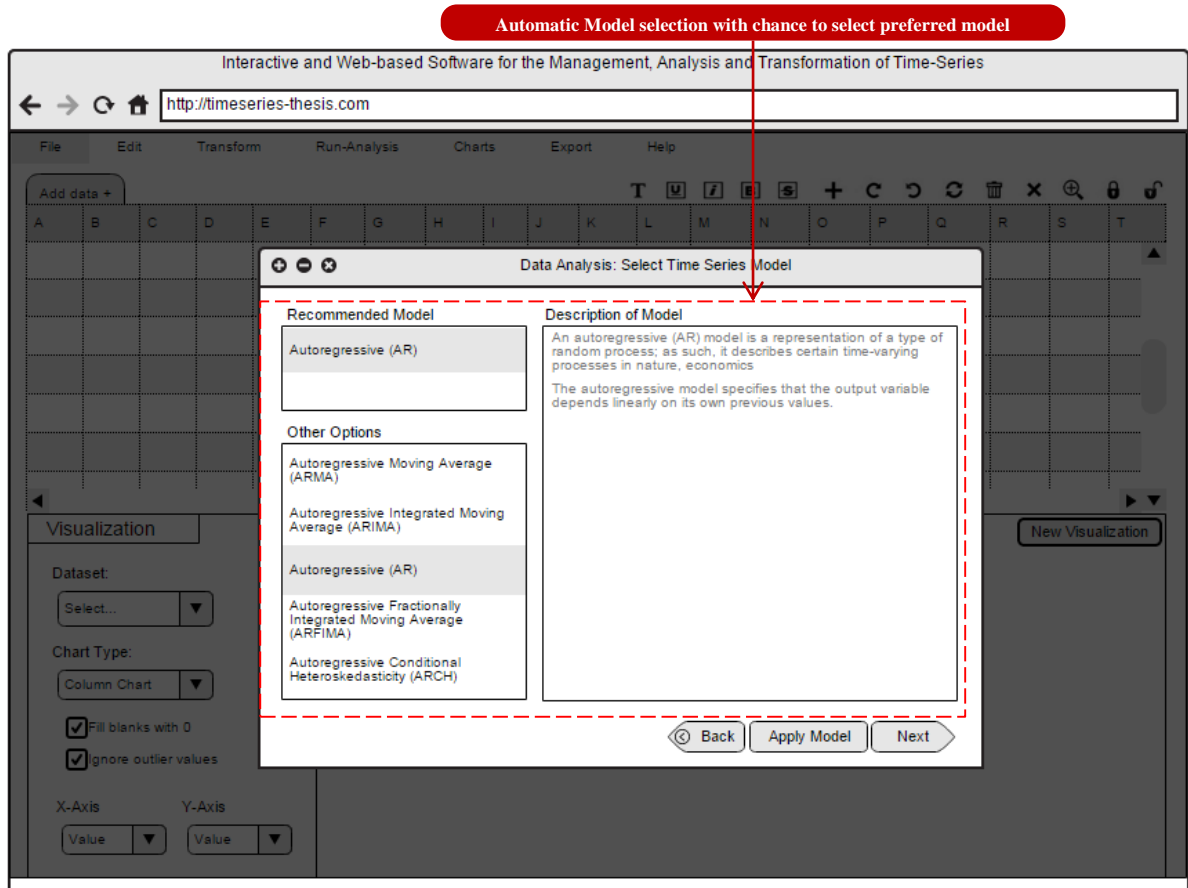 Automatic Model selection with chance to select preferred model
Interactive and Web-based Software for the Management, Analysis and Transformation of Time-Series
http://timeseries-thesis.com
File Edit Transform Run-Analysis Charts Export Help
Add data + T U I B S
A B C D E F G H I J K L M N O P Q R S T
Data Analysis: Select Time Series Model
Recommended Model
Autoregressive (AR)
Other Options
Autoregressive Moving Average
(ARMA)
Autoregressive Integrated Moving
Average (ARIMA)
Autoregressive (AR)
Autoregressive Fractionally
Integrated Moving Average
(ARFIMA)
Autoregressive Conditional
Heteroskedasticity (ARCH)
Description of Model
An autoregressive (AR) model is a representation of a type of
random process; as such, it describes certain time-varying
processes in nature, economics
The autoregressive model specifies that the output variable
depends linearly on its own previous values.
Back Apply Model Next
Visualization
New Visualization
Dataset:
Select...
Chart Type:
Column Chart
Fill blanks with 0
Ignore outlier values
X-Axis Y-Axis
Value Value